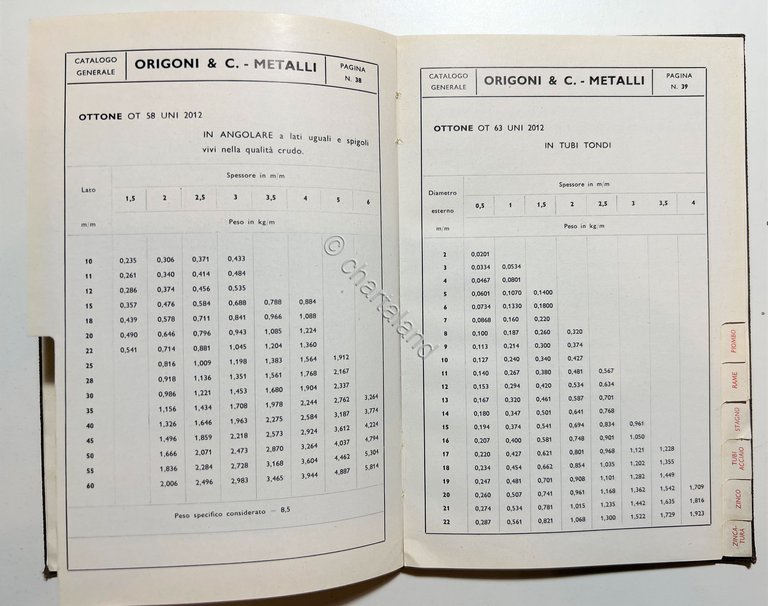 CATALOGO
GENERALE
ORIGONI & C. - METALLI
PAGINA
N. 38
OTTONE OT 58 UNI 2012
IN ANGOLARE a lati uguali e spigoli
vivi nella qualità crudo.
Lato
Spessore in m/m
1,5 2 2,5 3 3,5 4 5 6
m/m
Peso in kg/m
10 0,235 0,306 0,371 0,433
11 0,261 0,340 0,414 0,484
12 0,286 0,374 0,456 0,535
15 0,357 0,476 0,584 0,688 0,788 0,884
18 0,439 0,578 0,711 0,841 0,966 1,088
20 0,490 0,646 0,796 0,943 1,085 1,224
22 0,541 0,714 0,881 1,045 1,204 1,360
25 0,816 1,009 1,198 1,383 1,564 1,912
28 0,918 1,136 1,351 1,561 1,768 2,167
30 0,986 1,221 1,453 1,680 1,904 2,337
35 1,156 1,434 1,708 1,978 2,244 2,762 3,264
40 1,326 1,646 1,963 2,275 2,584 3,187 3,774
45 1,496 1,859 2,218 2,573 2,924 3,612 4,224
50 1,666 2,071 2,473 2,870 3,264 4,037 4,794
55 1,836 2,284 2,728 3,168 3,604 4,462 5,304
60 2,006 2,496 2,983 3,465 3,944 4,887 5,814
Peso specifico considerato = 8,5
CATALOGO
GENERALE
ORIGONI & C. - METALLI
PAGINA
N. 39
OTTONE OT 63 UNI 2012
IN TUBI TONDI
Diametro
esterno
m/m
Spessore in m/m
0,5 1 1,5 2 2,5 3 3,5 4
Peso in kg/m
2 0,0201
3 0,0334 0,0534
4 0,0467 0,0801
5 0,0601 0,1070 0,1400
6 0,0734 0,1330 0,1800
7 0,0868 0,160 0,220
8 0,100 0,187 0,260 0,320
9 0,113 0,214 0,300 0,374
10 0,127 0,240 0,340 0,427
11 0,140 0,267 0,380 0,481 0,567
12 0,153 0,294 0,420 0,534 0,634
13 0,167 0,320 0,461 0,587 0,701
14 0,180 0,347 0,501 0,641 0,768
15 0,194 0,374 0,541 0,694 0,834 0,961
16 0,207 0,400 0,581 0,748 0,901 1,050
17 0,220 0,427 0,621 0,801 0,968 1,121 1,228
18 0,234 0,454 0,662 0,854 1,035 1,202 1,355
19 0,247 0,481 0,701 0,908 1,101 1,282 1,449
20 0,260 0,507 0,741 0,961 1,168 1,362 1,542 1,709
21 0,274 0,534 0,781 1,015 1,235 1,442 1,635 1,816
22 0,287 0,561 0,821 1,068 1,300 1,522 1,729 1,923
PIOMBO
RAME
STAGNO
TUBI
ACCIAIO
ZINCO
ZINCA-
TURA
© chartaland